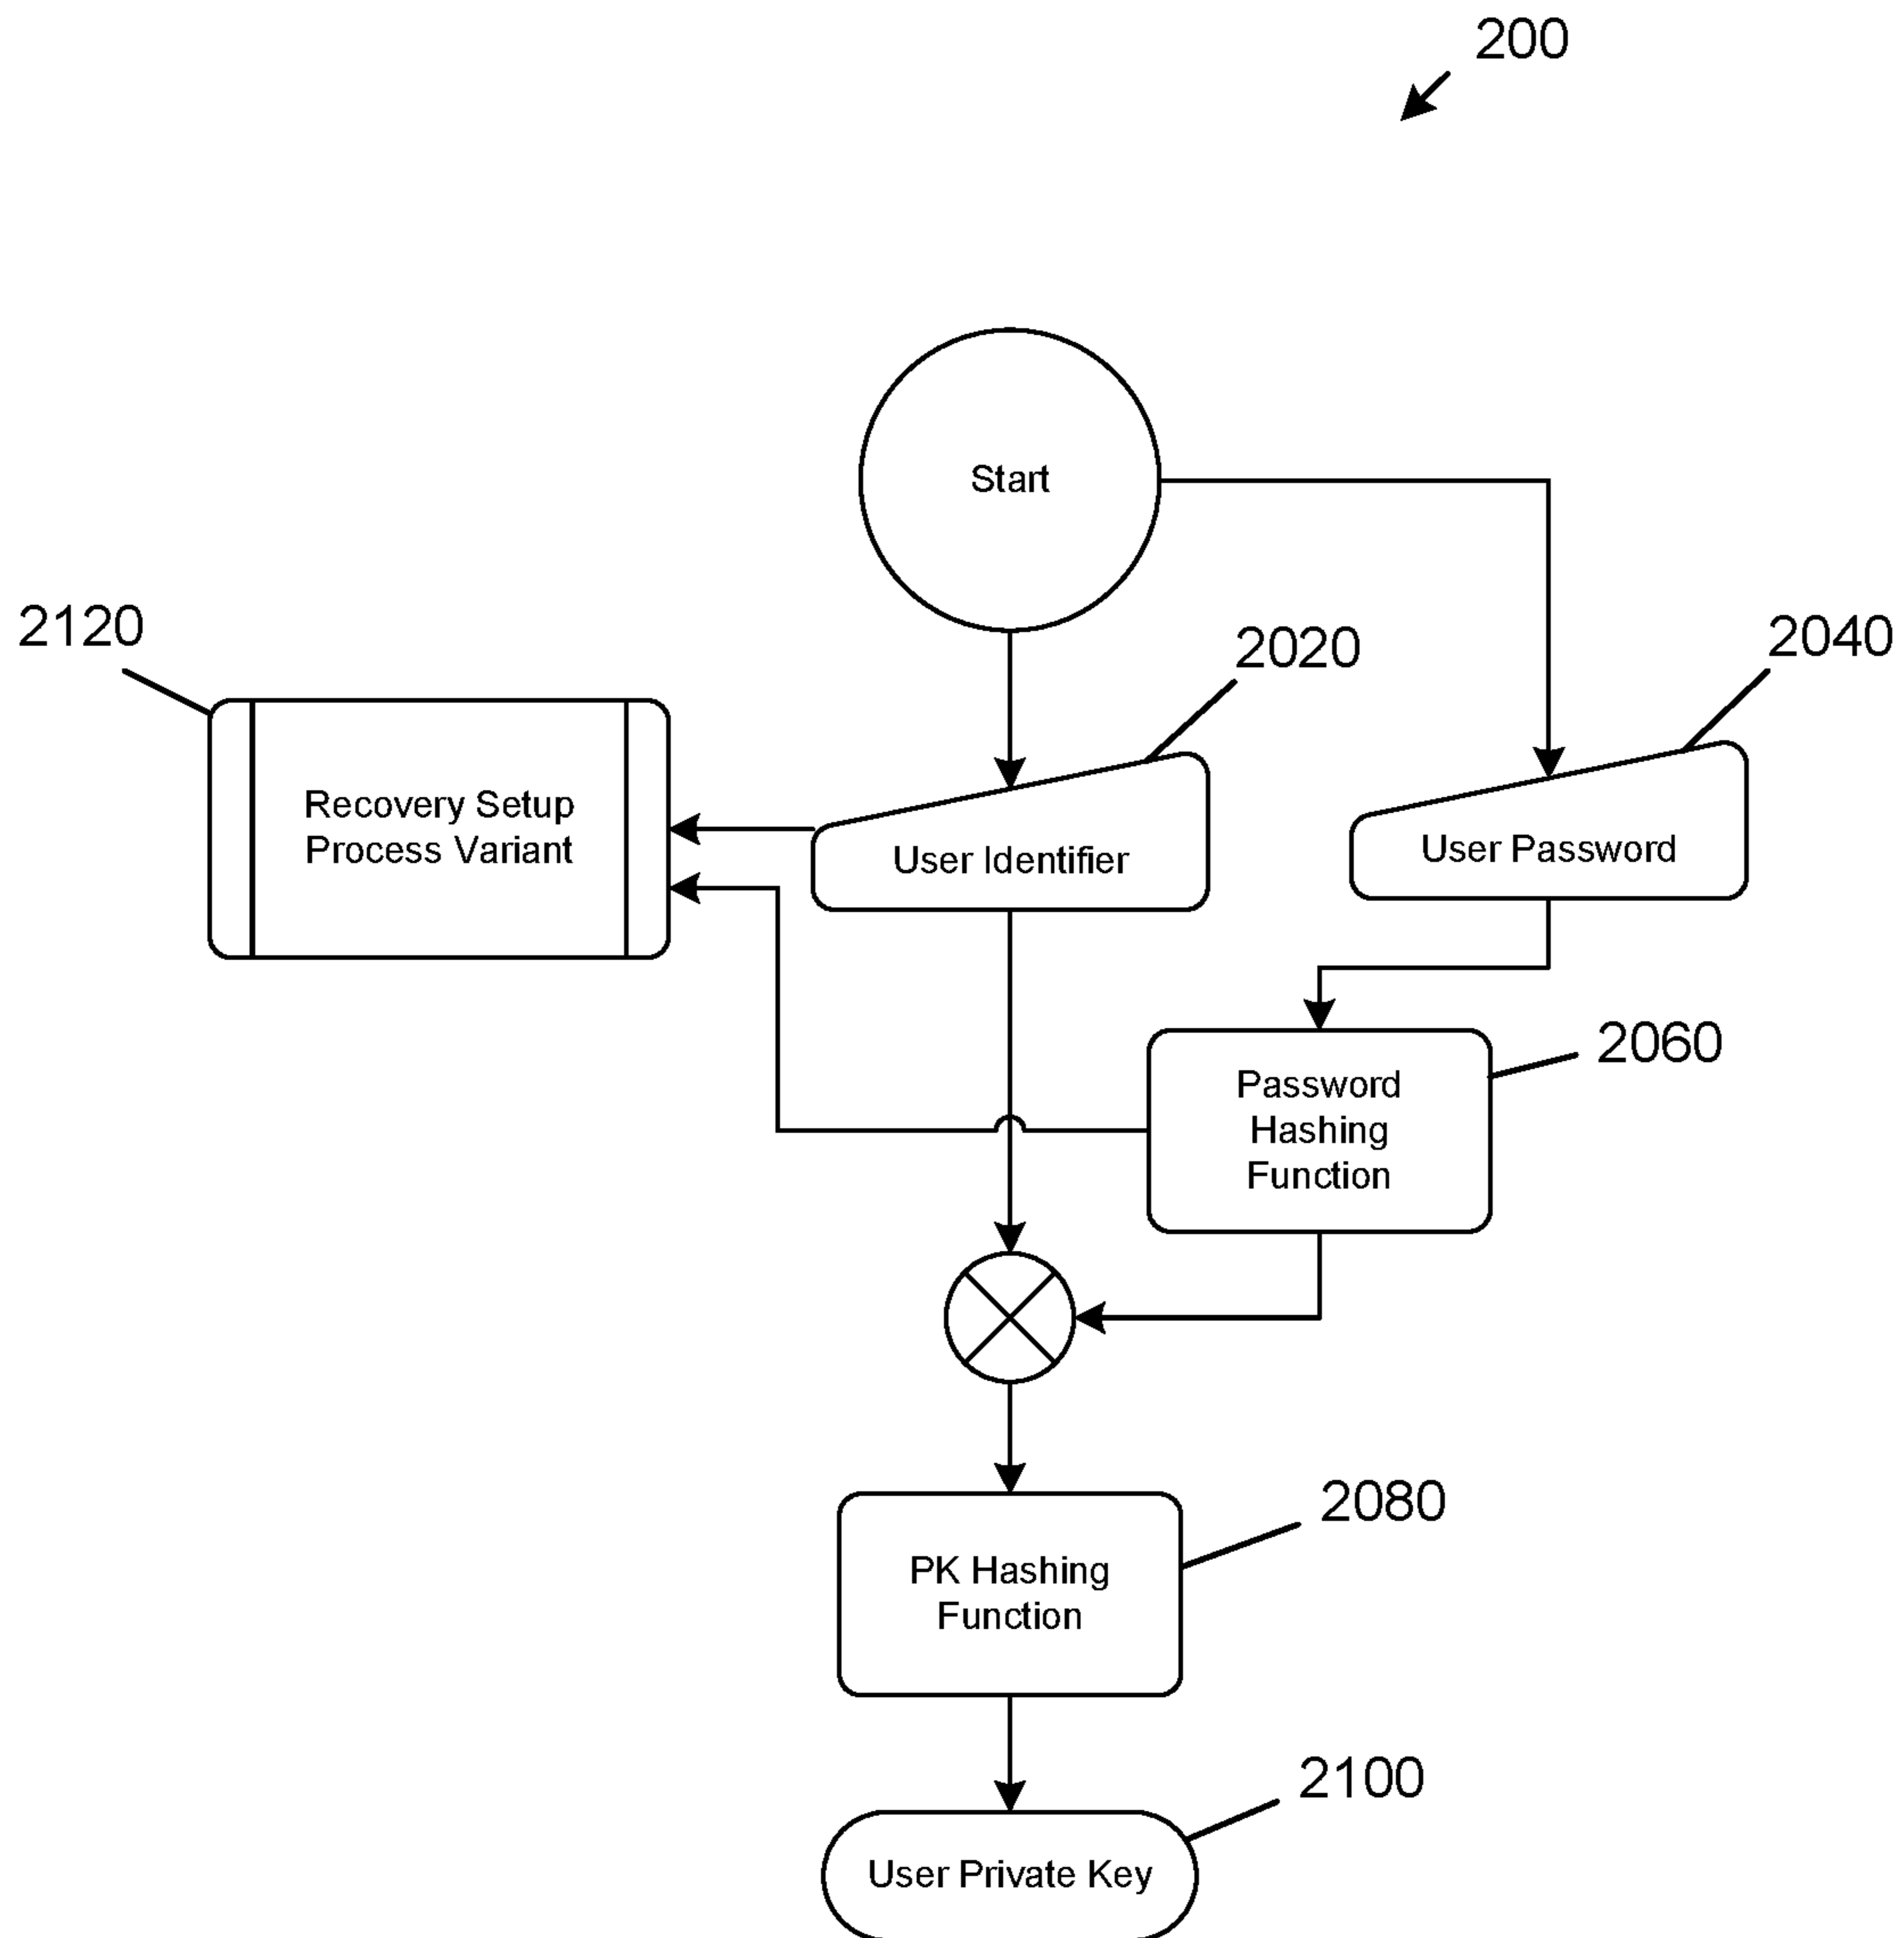 200
Start
2120
2020
2040
Recovery Setup
Process Variant
User Identifier
User Password
2060
Password
Hashing
Function
2080
PK Hashing
Function
2100
User Private Key